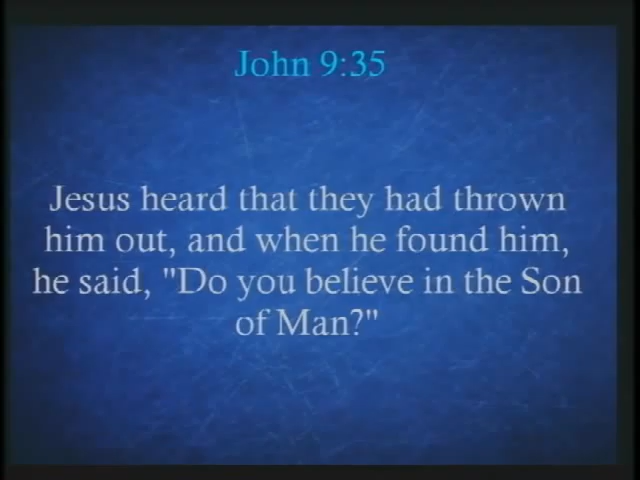 John 9:35
Jesus heard that they had thrown
him out, and when he found him,
he said, "Do you believe in the Son
of Man?"